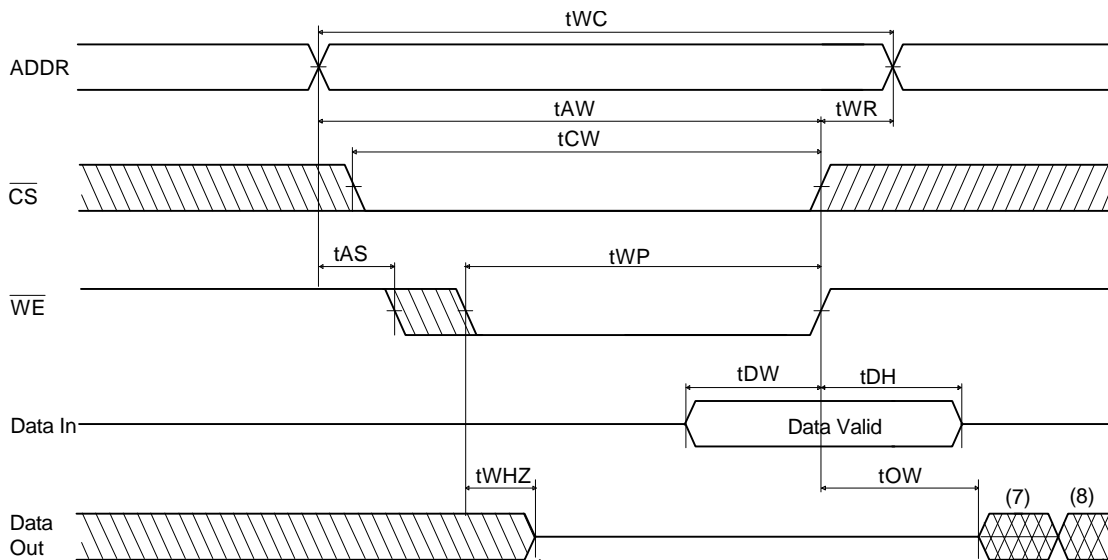 tWC
ADDR
tAW
tWR
tCW
CS
tAS
tWP
WE
tDW
tDH
Data In
Data Valid
tWHZ
tOW
(7)
(8)
Data
Out